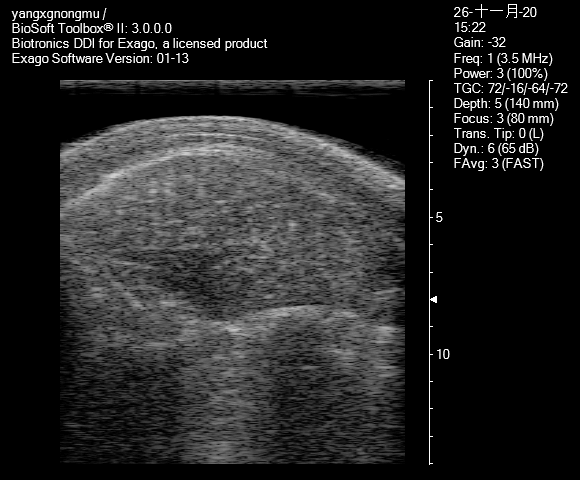 yangxgnongmu /
BioSoft Toolbox® II: 3.0.0.0
Biotronics DDI for Exago, a licensed product
Exago Software Version: 01-13
26-十一月-20
15:22
Gain: -32
Freq: 1 (3.5 MHz)
Power: 3 (100%)
TGC: 72/-16/-64/-72
Depth: 5 (140 mm)
Focus: 3 (80 mm)
Trans. Tip: 0 (L)
Dyn.: 6 (65 dB)
FAvg: 3 (FAST)
5
10